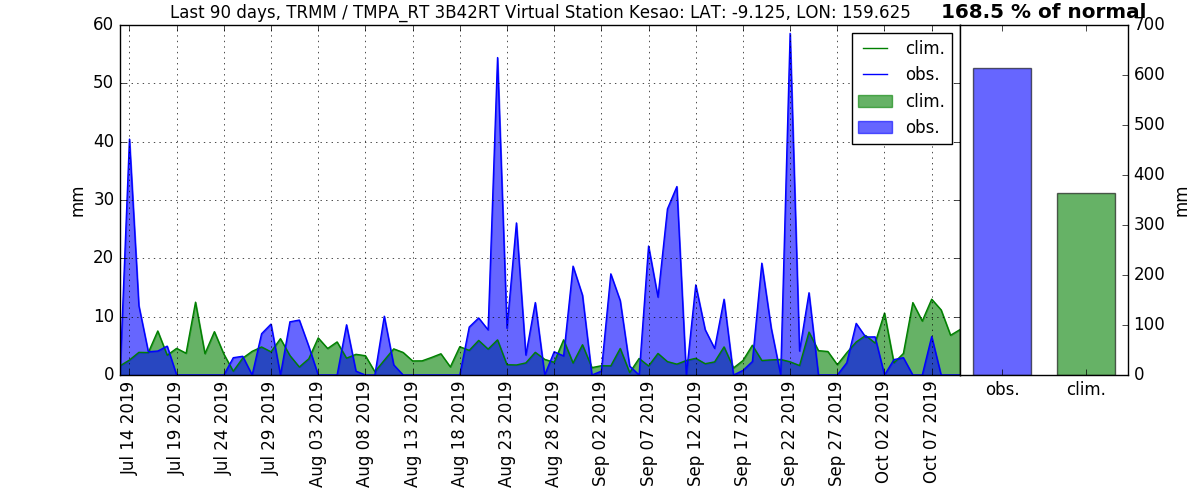 Last 90 days, TRMM / TMPA_RT 3B42RT Virtual Station Kesao: LAT: -9.125, LON: 159.625
168.5 % of normal
60
50
40
30
20
10
0
mm
clim.
obs.
clim.
obs.
700
600
500
400
300
200
100
0
mm
obs.
clim.
Jul 14 2019
Jul 19 2019
Jul 24 2019
Jul 29 2019
Aug 03 2019
Aug 08 2019
Aug 13 2019
Aug 18 2019
Aug 23 2019
Aug 28 2019
Sep 02 2019
Sep 07 2019
Sep 12 2019
Sep 17 2019
Sep 22 2019
Sep 27 2019
Oct 02 2019
Oct 07 2019